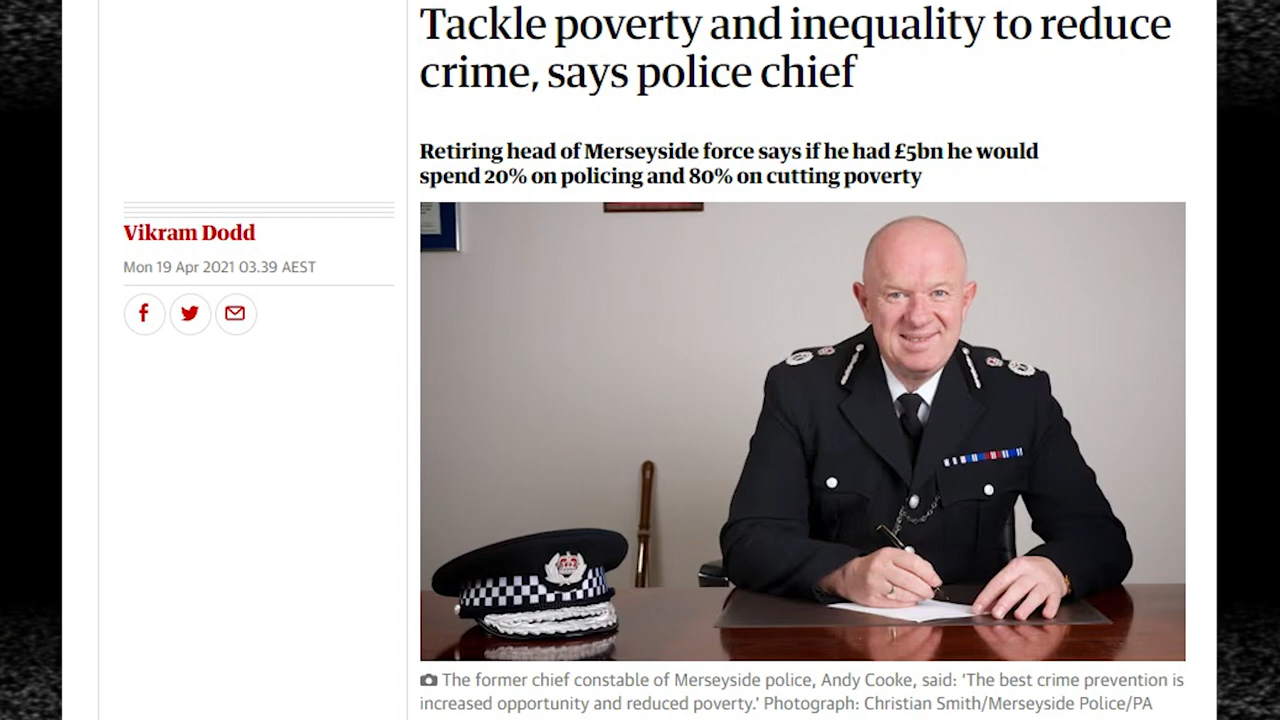 Tackle poverty and inequality to reduce
crime, says police chief
Retiring head of Merseyside force says if he had £5bn he would
spend 20% on policing and 80% on cutting poverty
Vikram Dodd
Mon 19 Apr 2021 03.39 AEST
The former chief constable of Merseyside police, Andy Cooke, said: ‘The best crime prevention is
increased opportunity and reduced poverty.’ Photograph: Christian Smith/Merseyside Police/PA